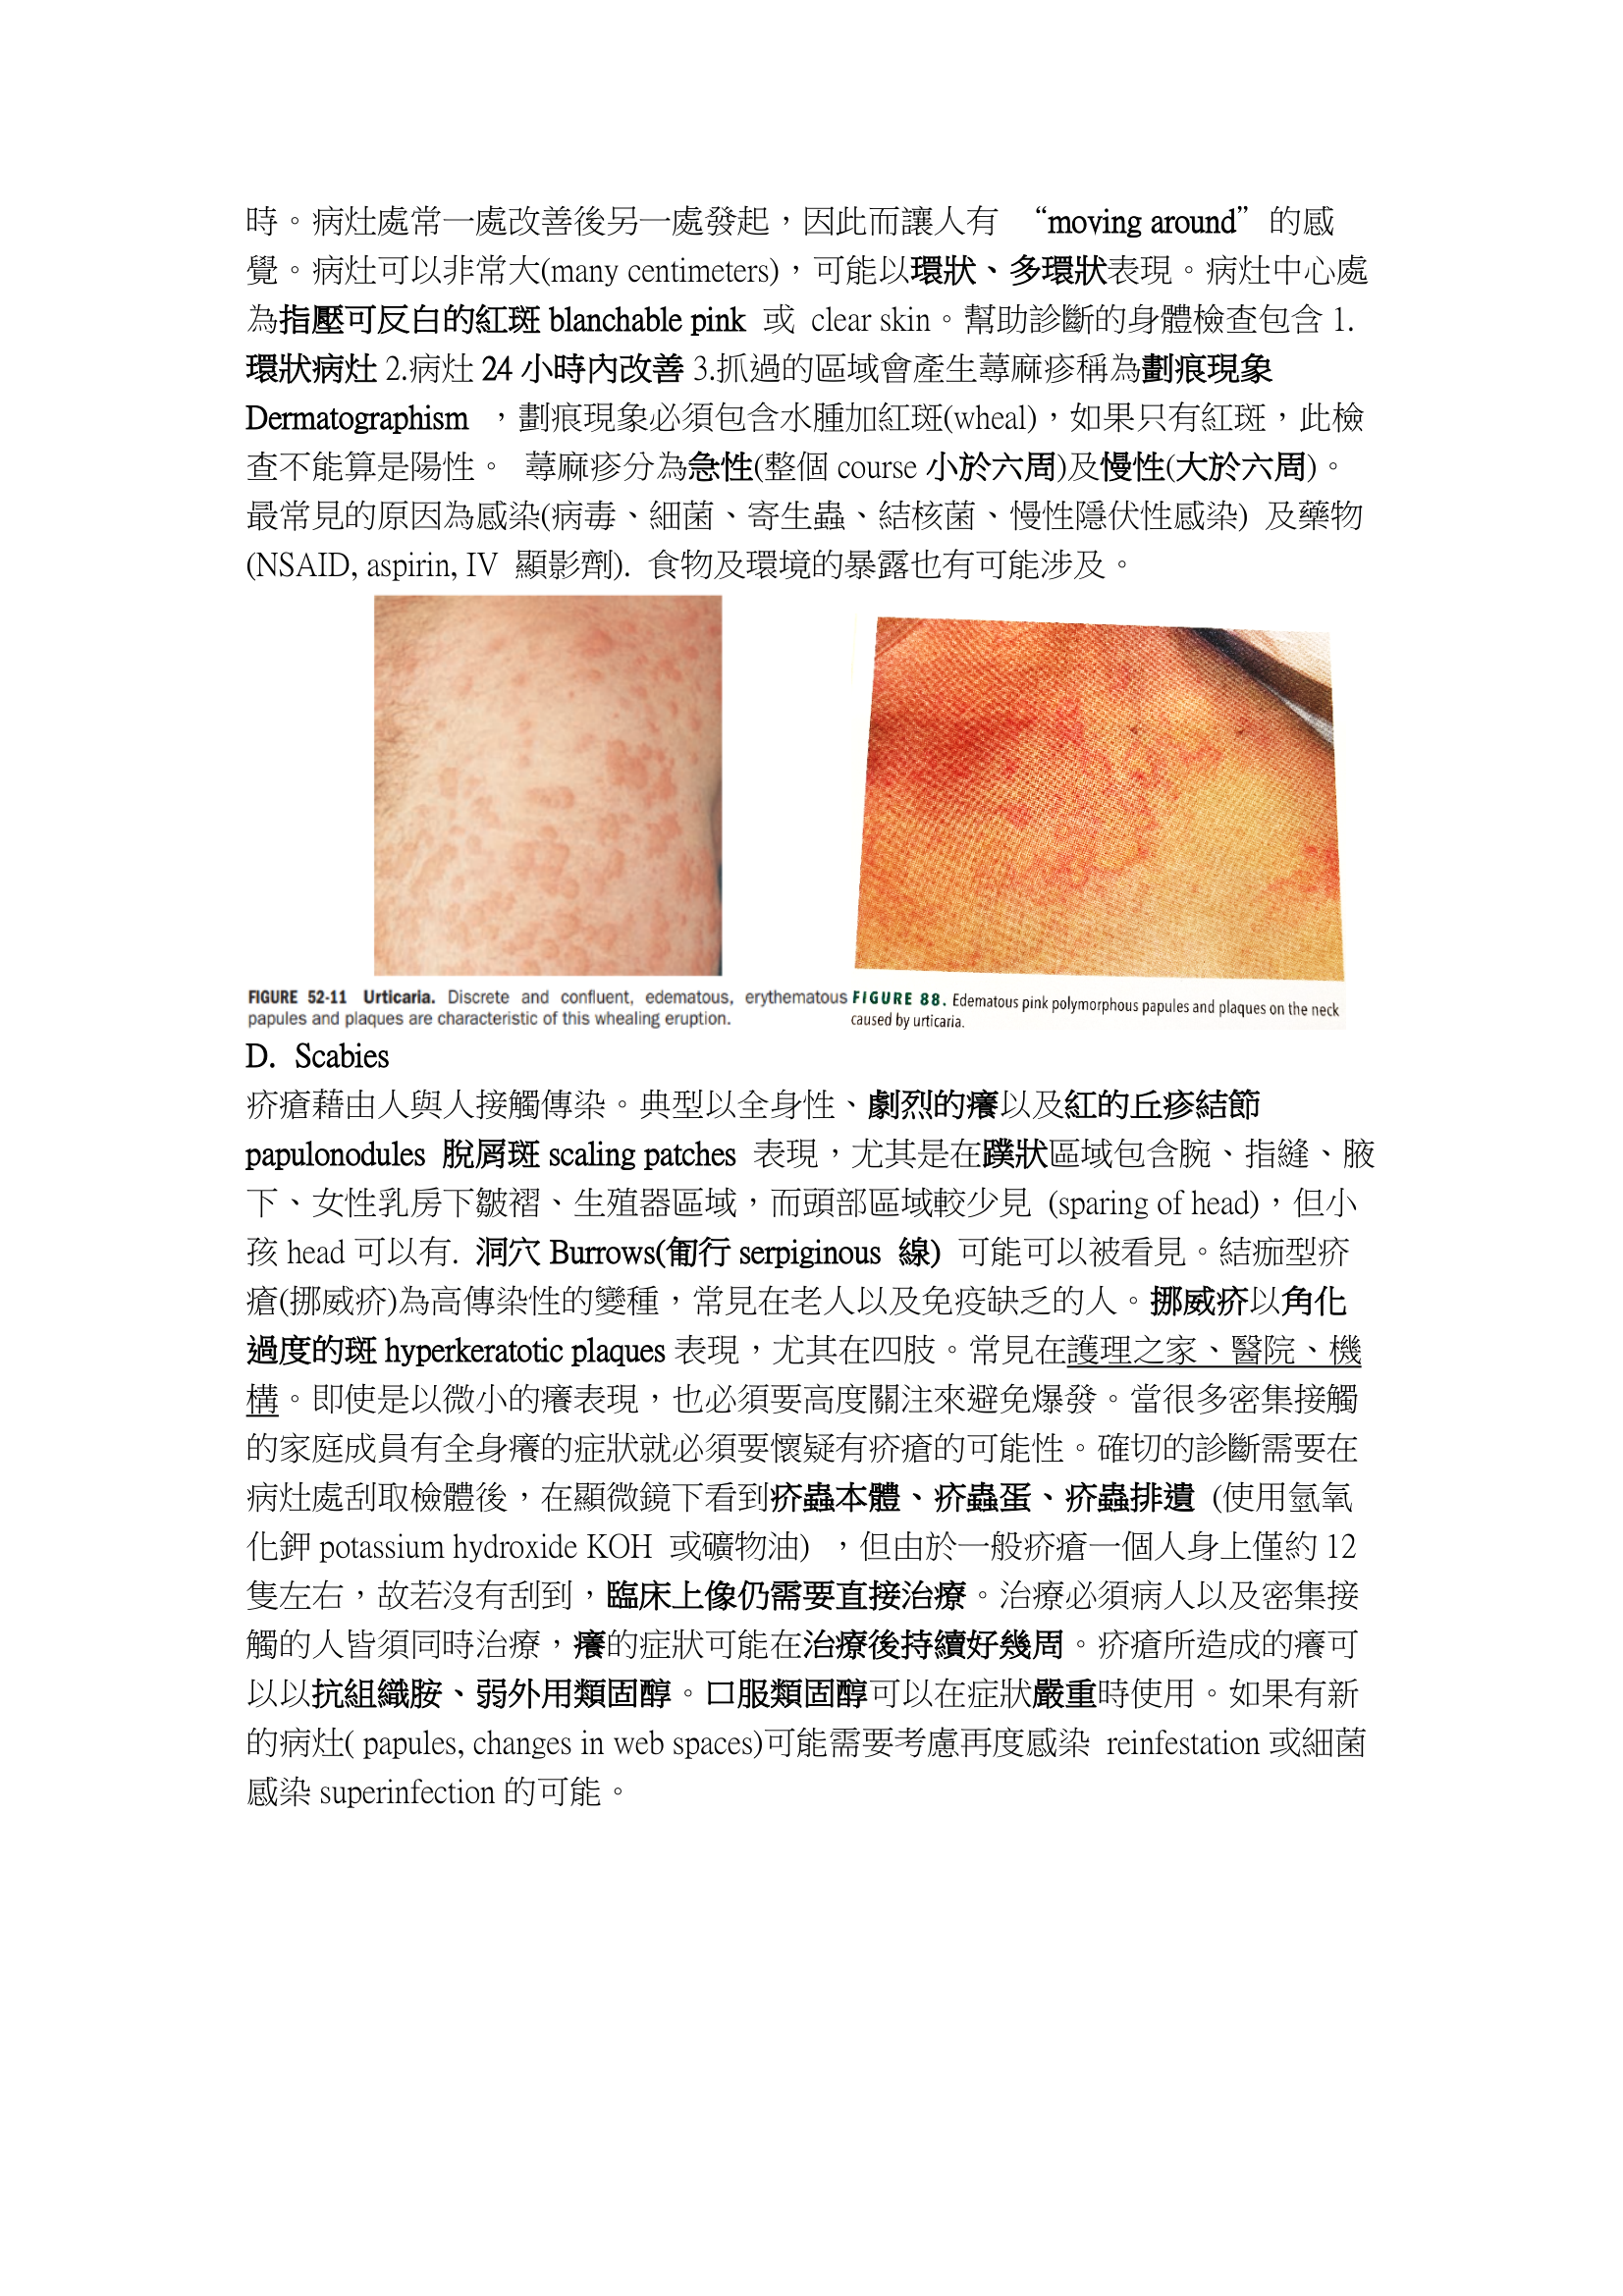 時。病灶處常一處改善後另一處發起，因此而讓人有 “moving around” 的感
覺。病灶可以非常大(many centimeters)，可能以環狀、多環狀表現。病灶中心處
為指壓可反白的紅斑 blanchable pink 或 clear skin。幫助診斷的身體檢查包含 1.
環狀病灶 2.病灶 24 小時內改善 3.抓過的區域會產生蕁麻疹稱為劃痕現象
Dermatographism ，劃痕現象必須包含水腫加紅斑(wheal)，如果只有紅斑，此檢
查不能算是陽性。 蕁麻疹分為急性(整個 course 小於六周)及慢性(大於六周)。
最常見的原因為感染(病毒、細菌、寄生蟲、結核菌、慢性隱伏性感染) 及藥物
(NSAID, aspirin, IV 顯影劑). 食物及環境的暴露也有可能涉及。
FIGURE 52-11 Urticaria. Discrete and confluent, edematous, erythematous
papules and plaques are characteristic of this whealing eruption.
FIGURE 88. Edematous pink polymorphous papules and plaques on the neck
caused by urticaria.
D. Scabies
疥瘡藉由人與人接觸傳染。典型以全身性、劇烈的癢以及紅的丘疹結節
papulonodules 脫屑斑 scaling patches 表現，尤其是在蹼狀區域包含腕、指縫、腋
下、女性乳房下皺褶、生殖器區域，而頭部區域較少見 (sparing of head)，但小
孩 head 可以有. 洞穴 Burrows(匍行 serpiginous 線) 可能可以被看見。結痂型疥
瘡(挪威疥)為高傳染性的變種，常見在老人以及免疫缺乏的人。挪威疥以角化
過度的斑 hyperkeratotic plaques 表現，尤其在四肢。常見在護理之家、醫院、機
構。即使是以微小的癢表現，也必須要高度關注來避免爆發。當很多密集接觸
的家庭成員有全身癢的症狀就必須要懷疑有疥瘡的可能性。確切的診斷需要在
病灶處刮取檢體後，在顯微鏡下看到疥蟲本體、疥蟲蛋、疥蟲排遺 (使用氫氧
化鉀 potassium hydroxide KOH 或礦物油) ，但由於一般疥瘡一個人身上僅約 12
隻左右，故若沒有刮到，臨床上像仍需要直接治療。治療必須病人以及密集接
觸的人皆須同時治療，癢的症狀可能在治療後持續好幾周。疥瘡所造成的癢可
以以抗組織胺、弱外用類固醇。口服類固醇可以在症狀嚴重時使用。如果有新
的病灶( papules, changes in web spaces)可能需要考慮再度感染 reinfestation 或細菌
感染 superinfection 的可能。